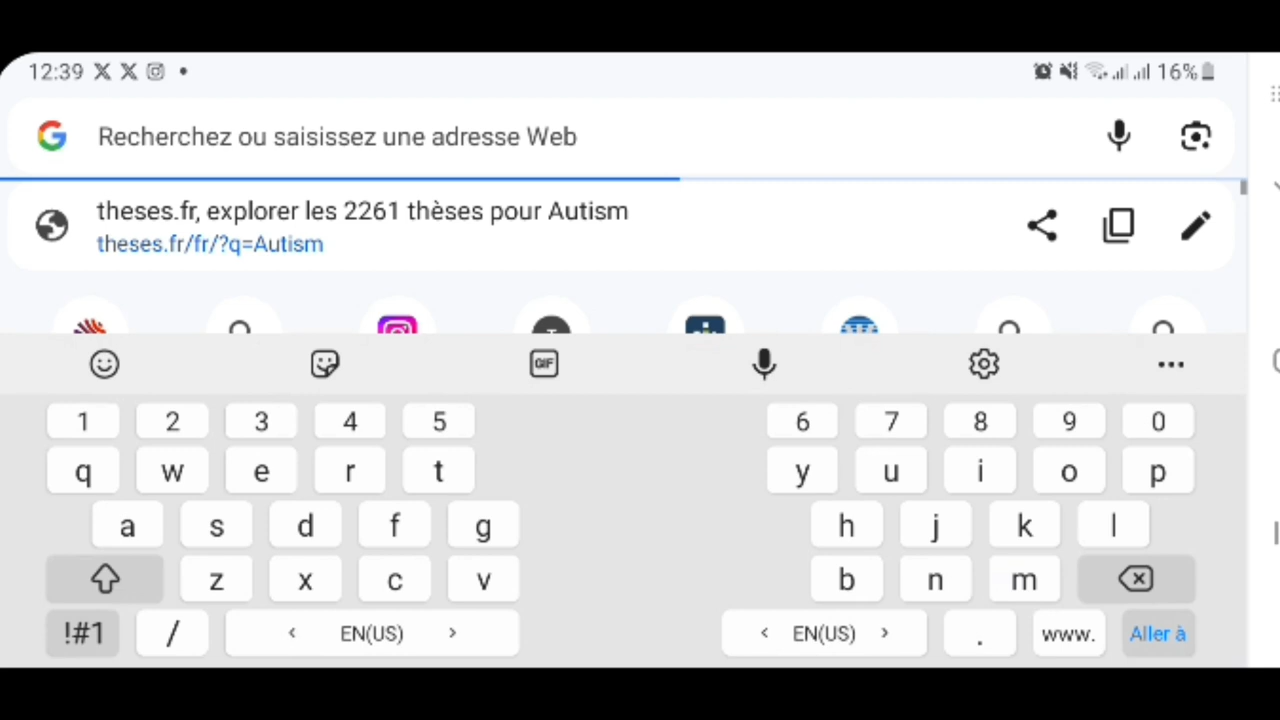 12:39
16%
Recherchez ou saisissez une adresse Web
theses.fr, explorer les 2261 thèses pour Autism
theses.fr/fr/?q=Autism
GIF
1 2 3 4 5 6 7 8 9 0
q w e r t y u i o p
a s d f g h j k l
z x c v b n m
!#1 / < EN(US) > < EN(US) > . www. Aller à